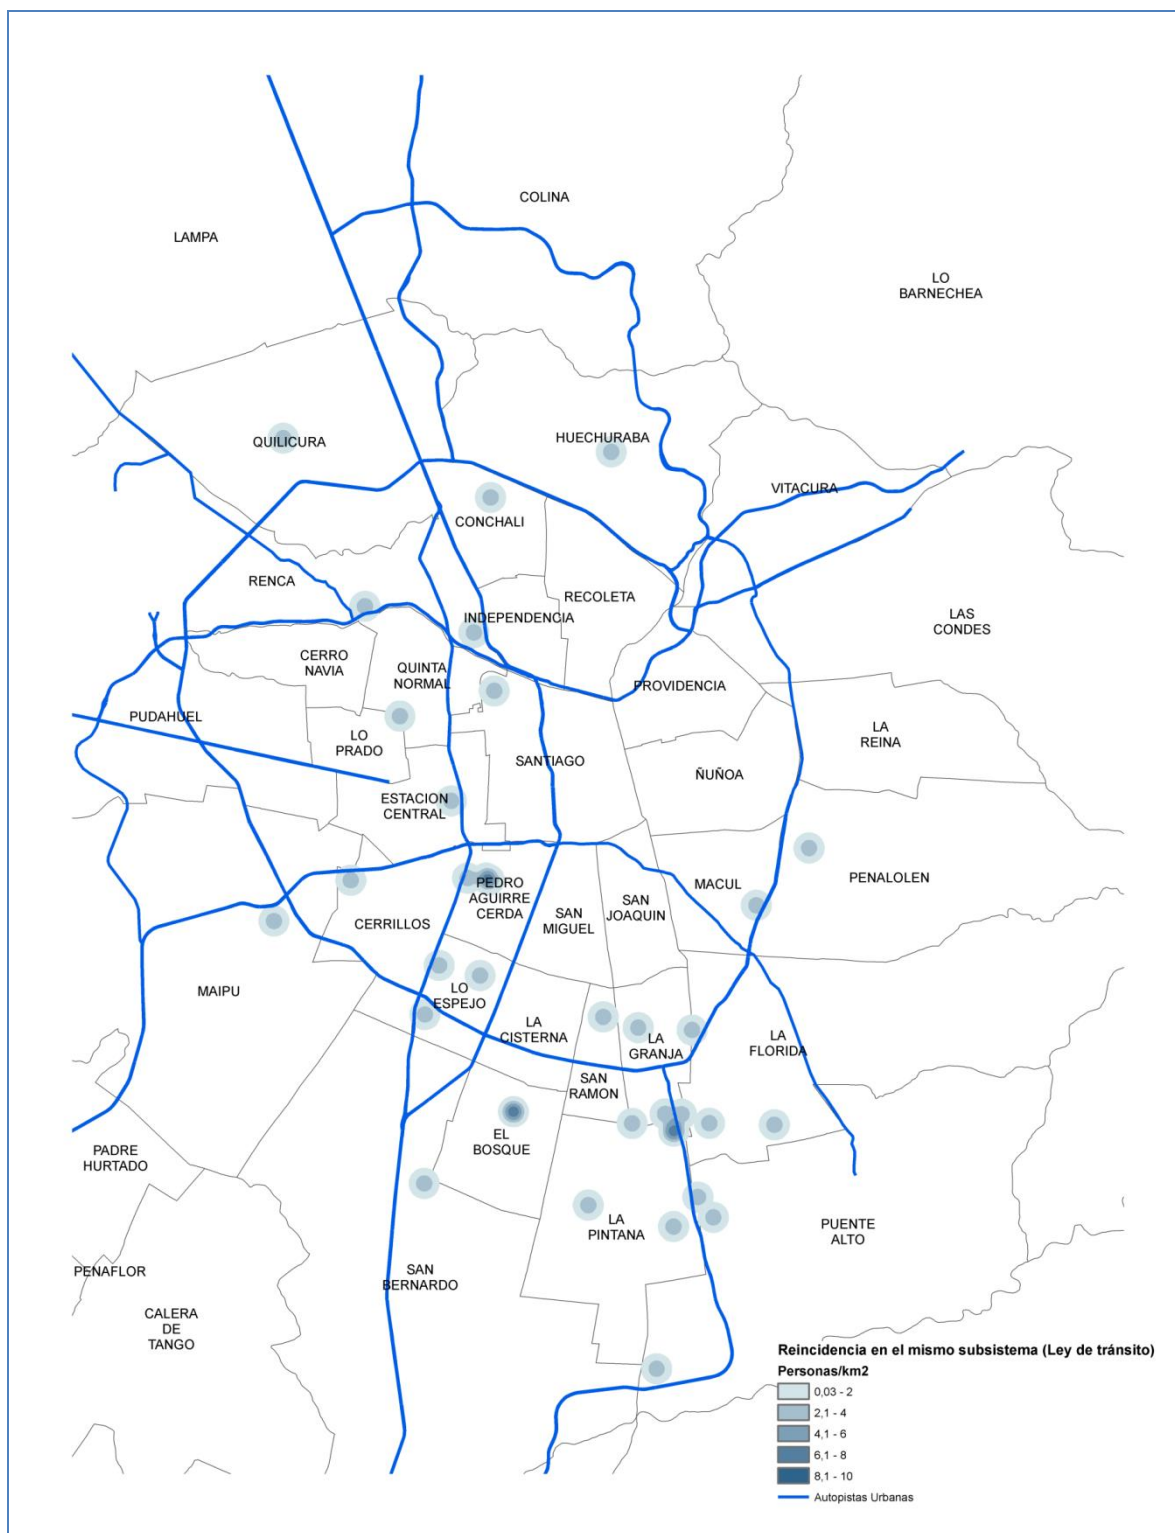 COLINA
LAMPA
LO
BARNECHEA
QUILICURA
HUECHURABA
VITACURA
CONCHALI
RENCA
RECOLETA
INDEPENDENCIA
LAS
CONDES
CERRO
NAVIA
QUINTA
NORMAL
PROVIDENCIA
PUDAHUEL
LO
PRADO
LA
REINA
SANTIAGO
ÑUÑOA
ESTACION
CENTRAL
PEDRO
AGUIRRE
CERDA
MACUL
PENALOLEN
SAN
JOAQUIN
SAN
MIGUEL
CERRILLOS
MAIPU
LO
ESPEJO
LA
CISTERNA
LA
GRANJA
LA
FLORIDA
SAN
RAMON
EL
BOSQUE
PADRE
HURTADO
LA
PINTANA
PUENTE
ALTO
PENAFLOR
SAN
BERNARDO
CALERA
DE
TANGO
Reincidencia en el mismo subsistema (Ley de tránsito)
Personas/km2
0,03 - 2
2,1 - 4
4,1 - 6
6,1 - 8
8,1 - 10
Autopistas Urbanas